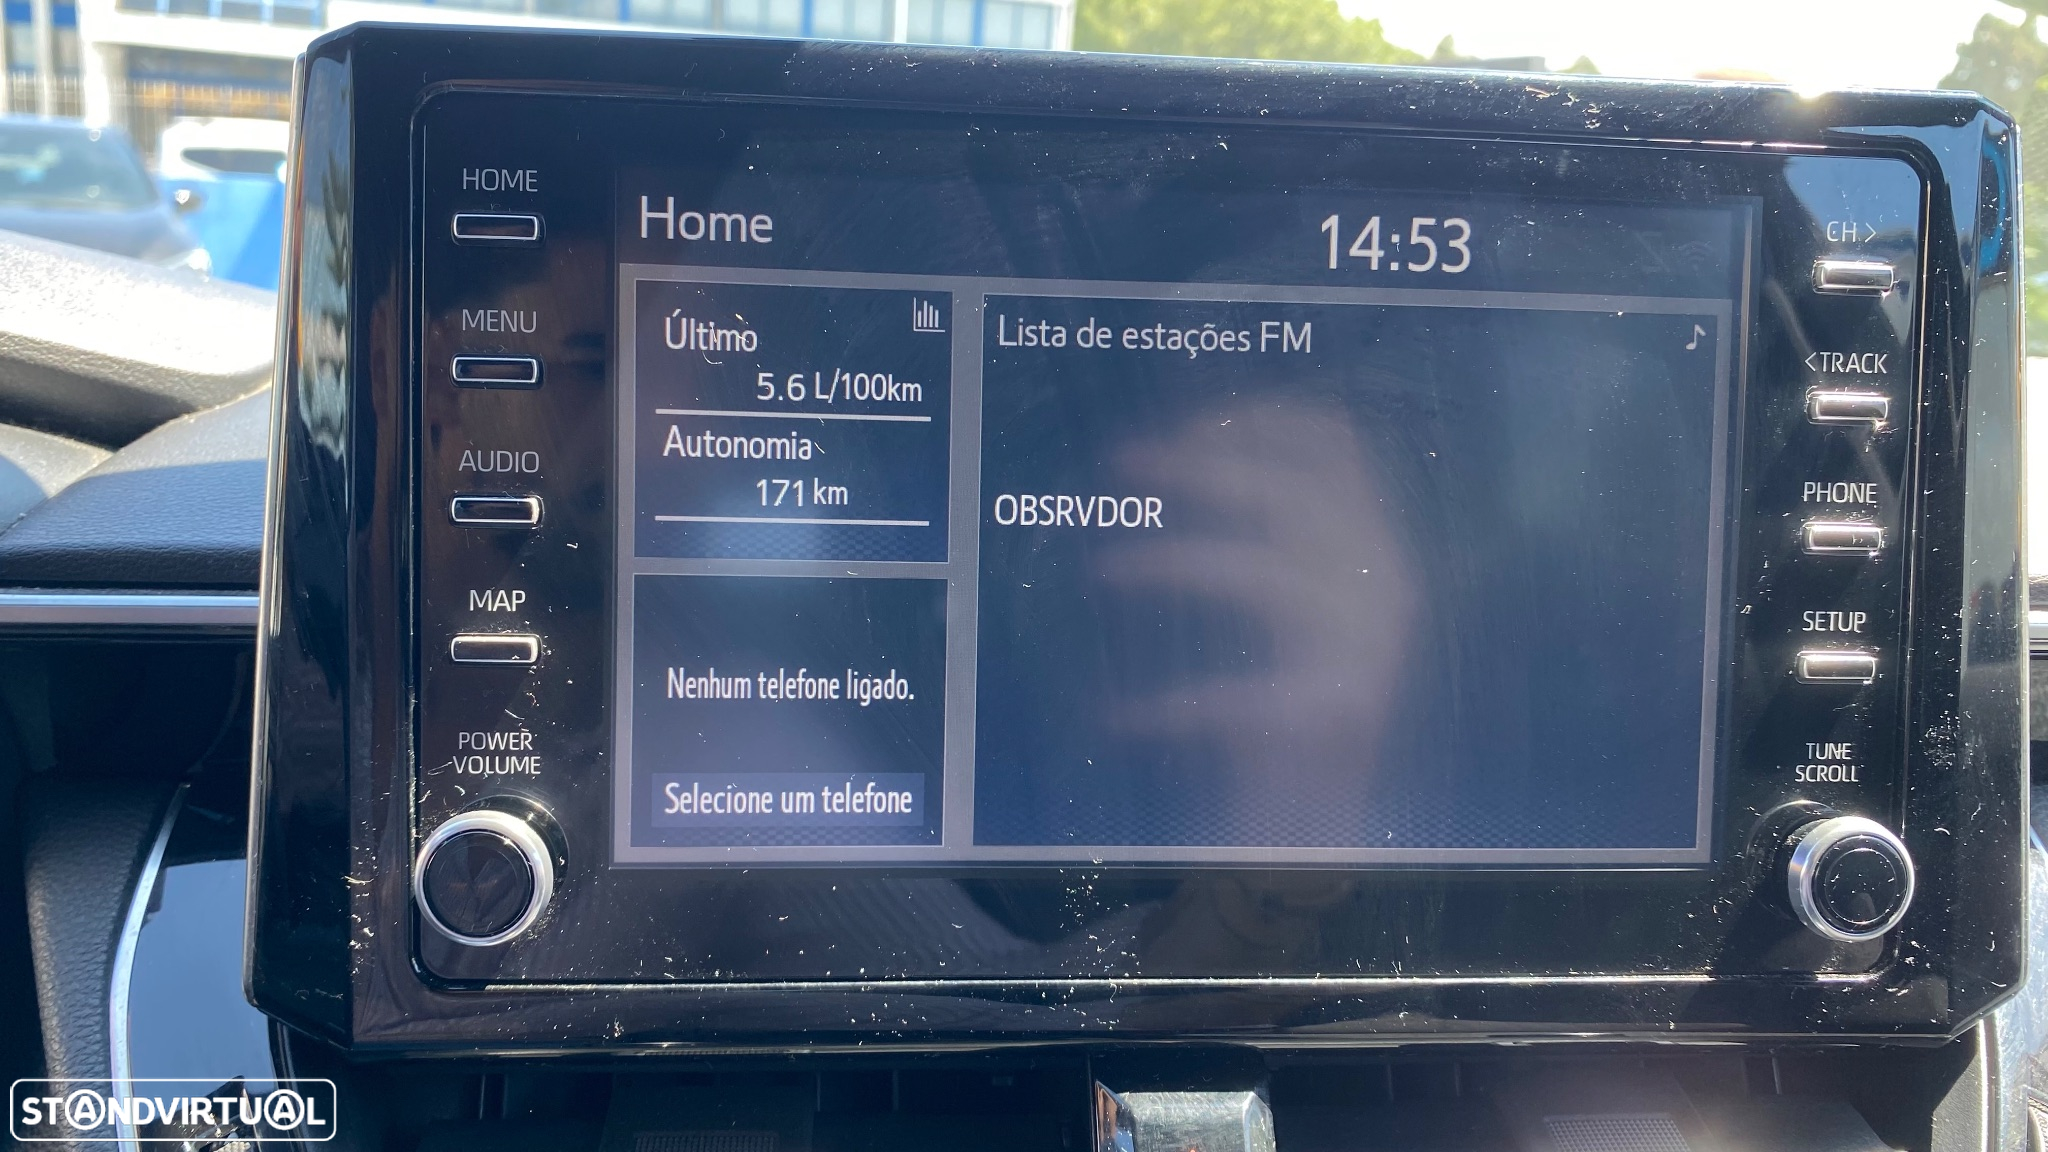 HOME
MENU
AUDIO
MAP
POWER
VOLUME
Home
14:53
Último
5.6 L/100km
Autonomia
171 km
Nenhum telefone ligado.
Selecione um telefone
Lista de estações FM
OBSRVDOR
CH >
<TRACK
PHONE
SETUP
TUNE
SCROLL
STANDVIRTUAL